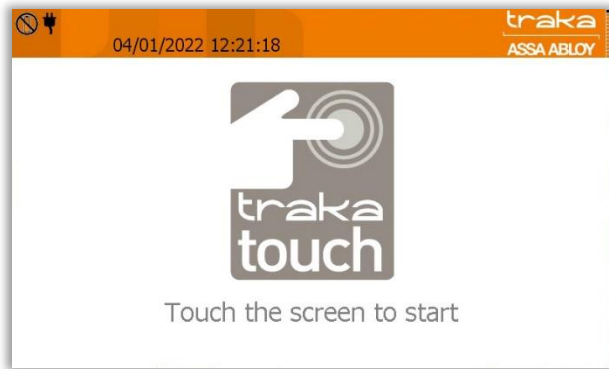 04/01/2022 12:21:18
traka
ASSA ABLOY
traka
touch
Touch the screen to start